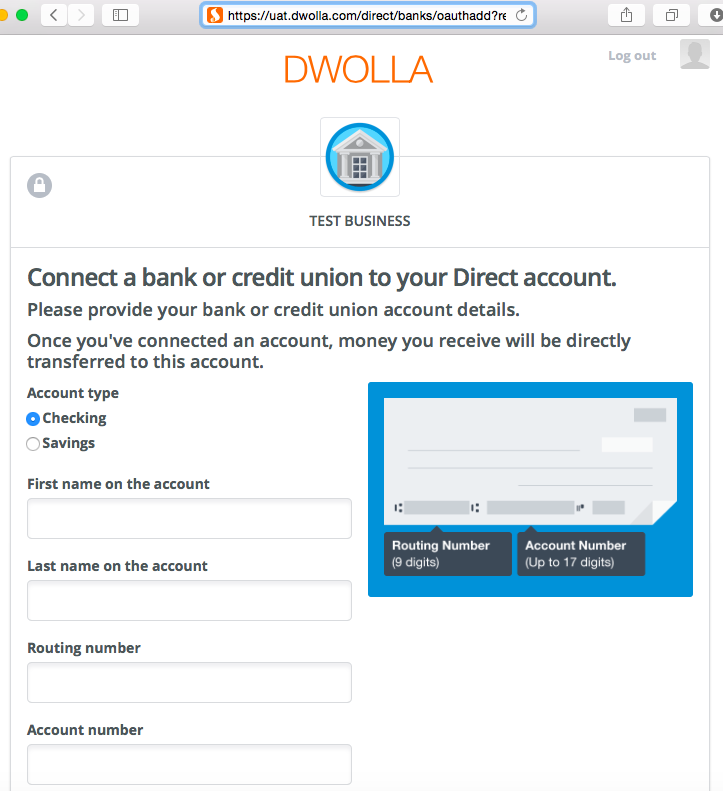 https://uat.dwolla.com/direct/banks/oauthadd?re
DWOLLA
Log out
TEST BUSINESS
Connect a bank or credit union to your Direct account.
Please provide your bank or credit union account details.
Once you've connected an account, money you receive will be directly
transferred to this account.
Account type
Checking
Savings
First name on the account
Last name on the account
Routing number
Account number
Routing Number
(9 digits)
Account Number
(Up to 17 digits)